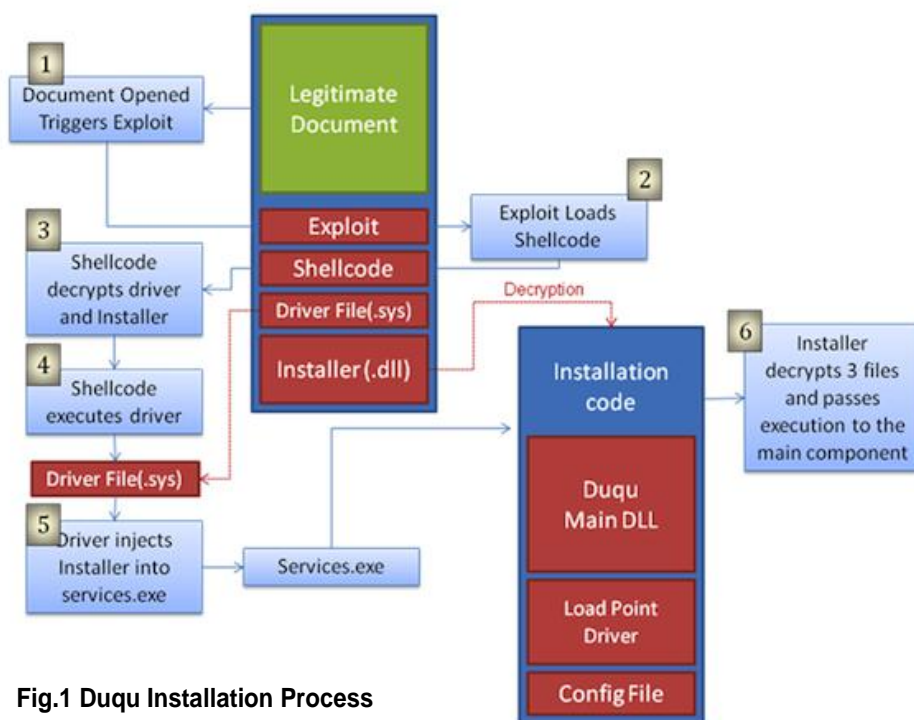 1
Document Opened
Triggers Exploit
Legitimate
Document
2
Exploit Loads
Shellcode
Exploit
3
Shellcode
decrypts driver
and Installer
Shellcode
Driver File(.sys)
Decryption
Installer(.dll)
4
Shellcode
executes driver
Driver File(.sys)
5
Driver injects
Installer into
services.exe
Services.exe
Installation
code
Duqu
Main DLL
Load Point
Driver
Config File
6
Installer
decrypts 3 files
and passes
execution to the
main component
Fig.1 Duqu Installation Process